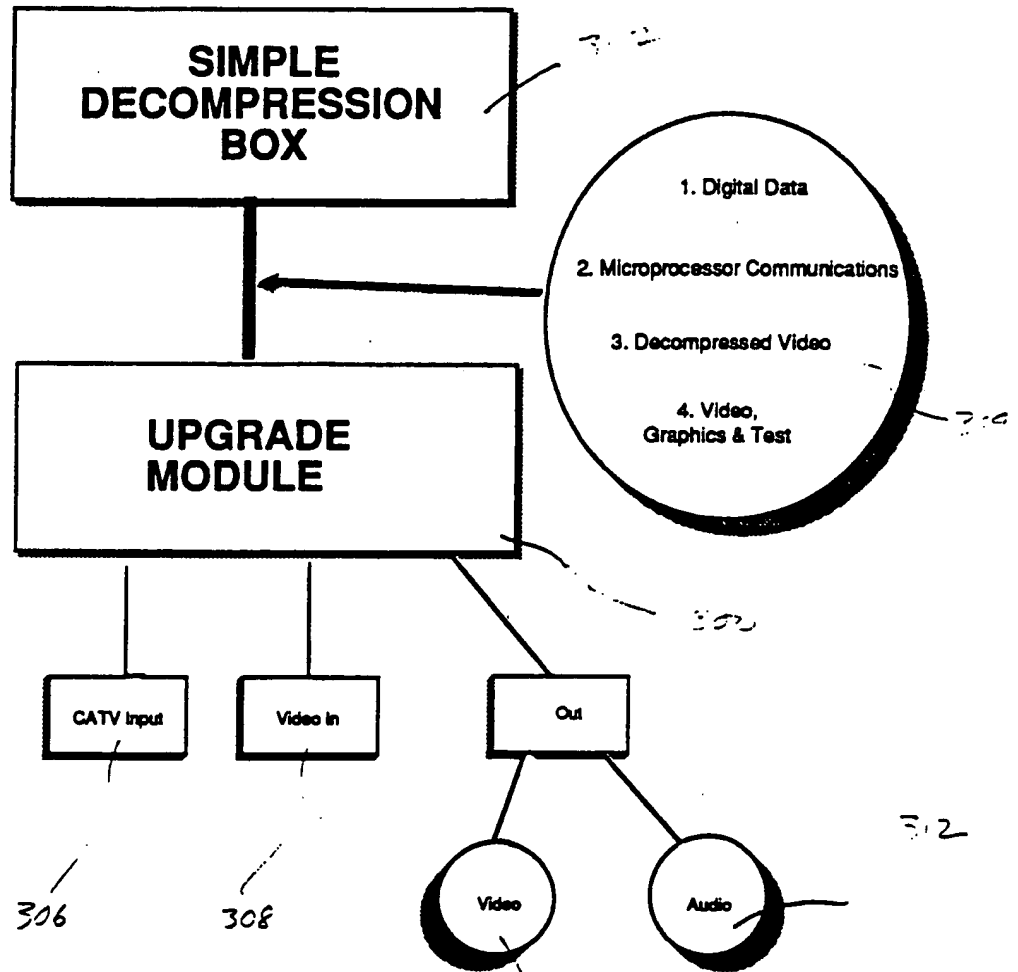 SIMPLE
DECOMPRESSION
BOX
1. Digital Data
2. Microprocessor Communications
3. Decompressed Video
4. Video,
Graphics & Test
UPGRADE
MODULE
CATV Input
Video In
Out
312
Video
Audio
306
308